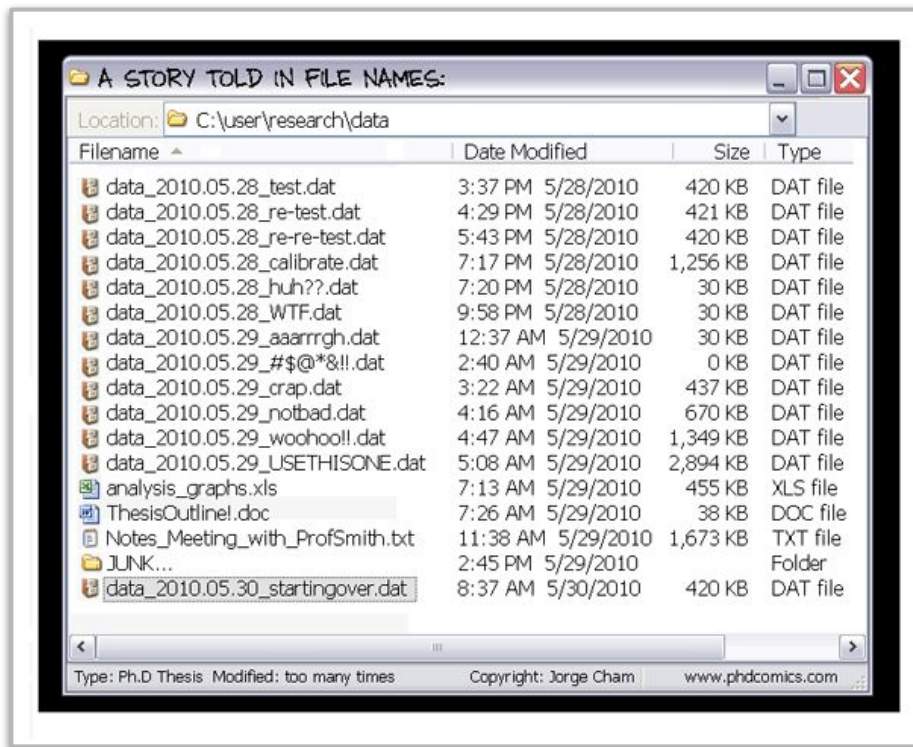 A STORY TOLD IN FILE NAMES:
Location: C:\user\research\data
Filename Date Modified Size Type
data_2010.05.28_test.dat 3:37 PM 5/28/2010 420 KB DAT file
data_2010.05.28_re-test.dat 4:29 PM 5/28/2010 421 KB DAT file
data_2010.05.28_re-re-test.dat 5:43 PM 5/28/2010 420 KB DAT file
data_2010.05.28_calibrate.dat 7:17 PM 5/28/2010 1,256 KB DAT file
data_2010.05.28_huh??.dat 7:20 PM 5/28/2010 30 KB DAT file
data_2010.05.28_WTF.dat 9:58 PM 5/28/2010 30 KB DAT file
data_2010.05.29_aaarrrgh.dat 12:37 AM 5/29/2010 30 KB DAT file
data_2010.05.29_#$@*&!!.dat 2:40 AM 5/29/2010 0 KB DAT file
data_2010.05.29_crap.dat 3:22 AM 5/29/2010 437 KB DAT file
data_2010.05.29_notbad.dat 4:16 AM 5/29/2010 670 KB DAT file
data_2010.05.29_woohoo!!.dat 4:47 AM 5/29/2010 1,349 KB DAT file
data_2010.05.29_USETHISONE.dat 5:08 AM 5/29/2010 2,894 KB DAT file
analysis_graphs.xls 7:13 AM 5/29/2010 455 KB XLS file
ThesisOutline!.doc 7:26 AM 5/29/2010 38 KB DOC file
Notes_Meeting_with_ProfSmith.txt 11:38 AM 5/29/2010 1,673 KB TXT file
JUNK... 2:45 PM 5/29/2010 Folder
data_2010.05.30_startingover.dat 8:37 AM 5/30/2010 420 KB DAT file
Type: Ph.D Thesis Modified: too many times Copyright: Jorge Cham www.phdcomics.com